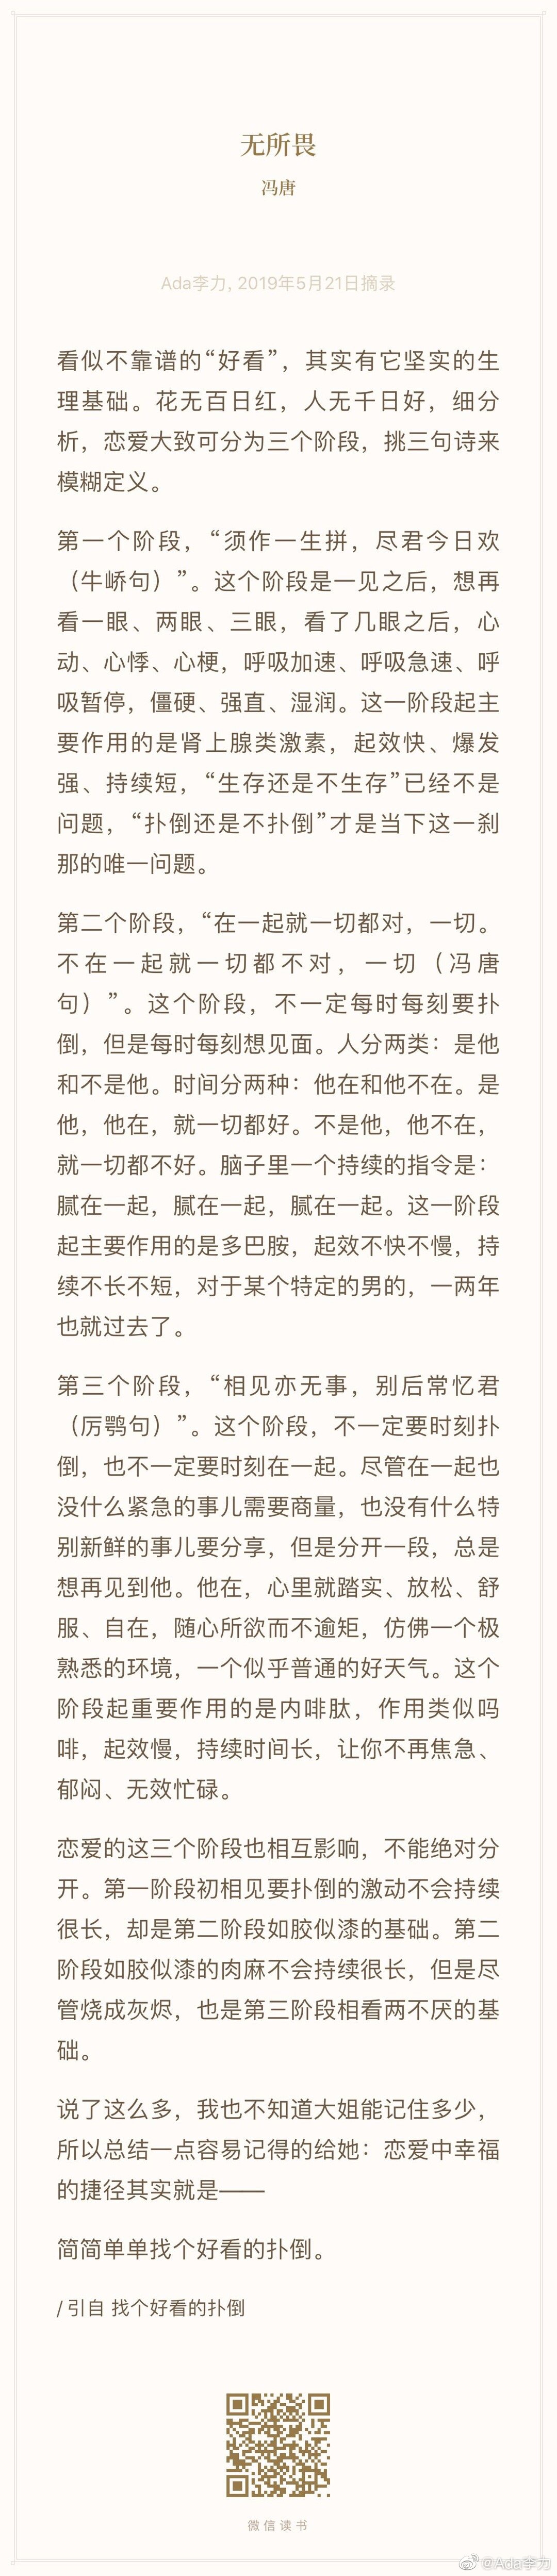 无所畏
冯唐
Ada李力, 2019年5月21日摘录
看似不靠谱的“好看”，其实有它坚实的生
理基础。花无百日红，人无千日好，细分
析，恋爱大致可分为三个阶段，挑三句诗来
模糊定义。
第一个阶段，“须作一生拼，尽君今日欢
（牛峤句）”。这个阶段是一见之后，想再
看一眼、两眼、三眼，看了几眼之后，心
动、心悸、心梗，呼吸加速、呼吸急速、呼
吸暂停，僵硬、强直、湿润。这一阶段起主
要作用的是肾上腺类激素，起效快、爆发
强、持续短，“生存还是不生存”已经不是
问题，“扑倒还是不扑倒”才是当下这一刹
那的唯一问题。
第二个阶段，“在一起就一切都对，一切。
不在一起就一切都不对，一切（冯唐
句）”。这个阶段，不一定每时每刻要扑
倒，但是每时每刻想见面。人分两类：是他
和不是他。时间分两种：他在和他不在。是
他，他在，就一切都好。不是他，他不在，
就一切都不好。脑子里一个持续的指令是：
腻在一起，腻在一起，腻在一起。这一阶段
起主要作用的是多巴胺，起效不快不慢，持
续不长不短，对于某个特定的男的，一两年
也就过去了。
第三个阶段，“相见亦无事，别后常忆君
（厉鹗句）”。这个阶段，不一定要时刻扑
倒，也不一定要时刻在一起。尽管在一起也
没什么紧急的事儿需要商量，也没有什么特
别新鲜的事儿要分享，但是分开一段，总是
想再见到他。他在，心里就踏实、放松、舒
服、自在，随心所欲而不逾矩，仿佛一个极
熟悉的环境，一个似乎普通的好天气。这个
阶段起重要作用的是内啡肽，作用类似吗
啡，起效慢，持续时间长，让你不再焦急、
郁闷、无效忙碌。
恋爱的这三个阶段也相互影响，不能绝对分
开。第一阶段初相见要扑倒的激动不会持续
很长，却是第二阶段如胶似漆的基础。第二
阶段如胶似漆的肉麻不会持续很长，但是尽
管烧成灰烬，也是第三阶段相看两不厌的基
础。
说了这么多，我也不知道大姐能记住多少，
所以总结一点容易记得的给她：恋爱中幸福
的捷径其实就是——
简简单单找个好看的扑倒。
/ 引自 找个好看的扑倒
微信读书
@Ada李力